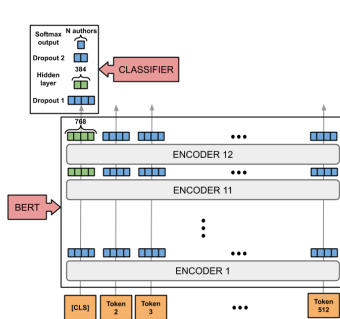 N authors
Softmax
output
Dropout 2
384
Hidden
layer
Dropout 1
CLASSIFIER
768
ENCODER 12
ENCODER 11
BERT
ENCODER 1
[CLS]
Token
2
Token
3
Token
512